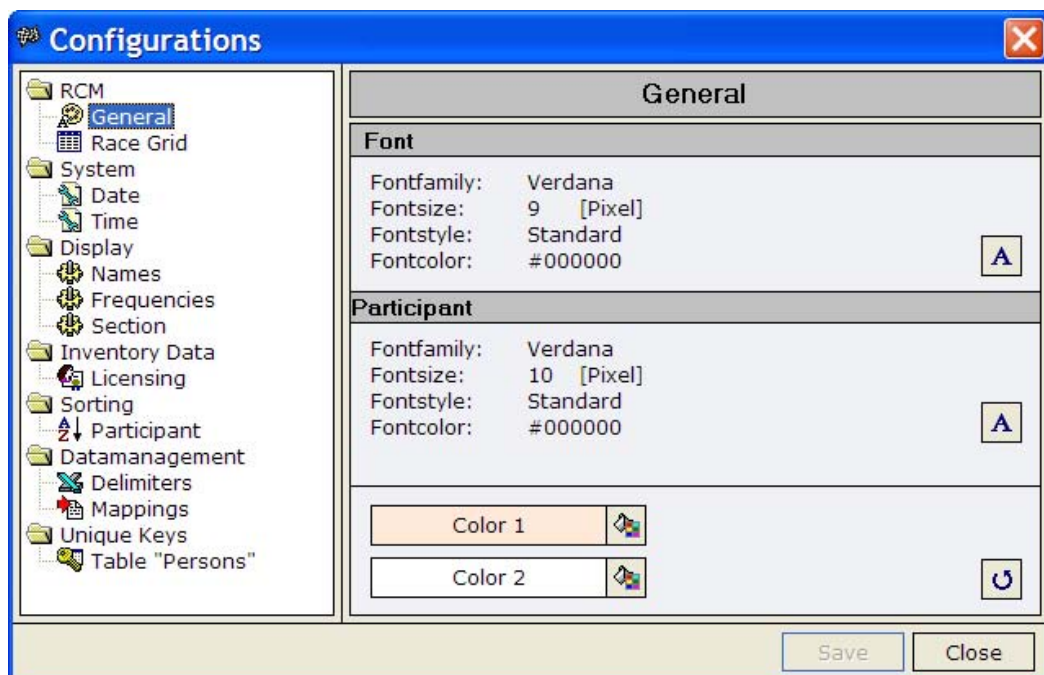 Configurations
RCM
General
Race Grid
System
Date
Time
Display
Names
Frequencies
Section
Inventory Data
Licensing
Sorting
Participant
Datamanagement
Delimiters
Mappings
Unique Keys
Table "Persons"
General
Font
Fontfamily: Verdana
Fontsize: 9 [Pixel]
Fontstyle: Standard
Fontcolor: #000000
A
Participant
Fontfamily: Verdana
Fontsize: 10 [Pixel]
Fontstyle: Standard
Fontcolor: #000000
A
Color 1
Color 2
Save Close